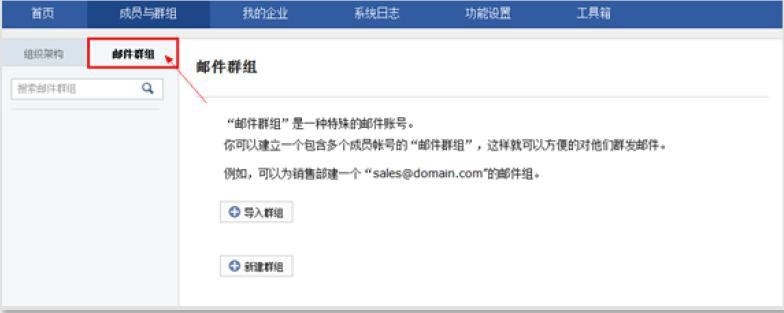 首页 成员与群组 我的企业 系统日志 功能设置 工具箱
组织架构 邮件群组
搜索邮件群组
邮件群组
“邮件群组”是一种特殊的邮件账号。
你可以建立一个包含多个成员帐号的“邮件群组”，这样就可以方便的对他们群发邮件。
例如，可以为销售部建一个“sales@domain.com”的邮件组。
导入群组
新建群组